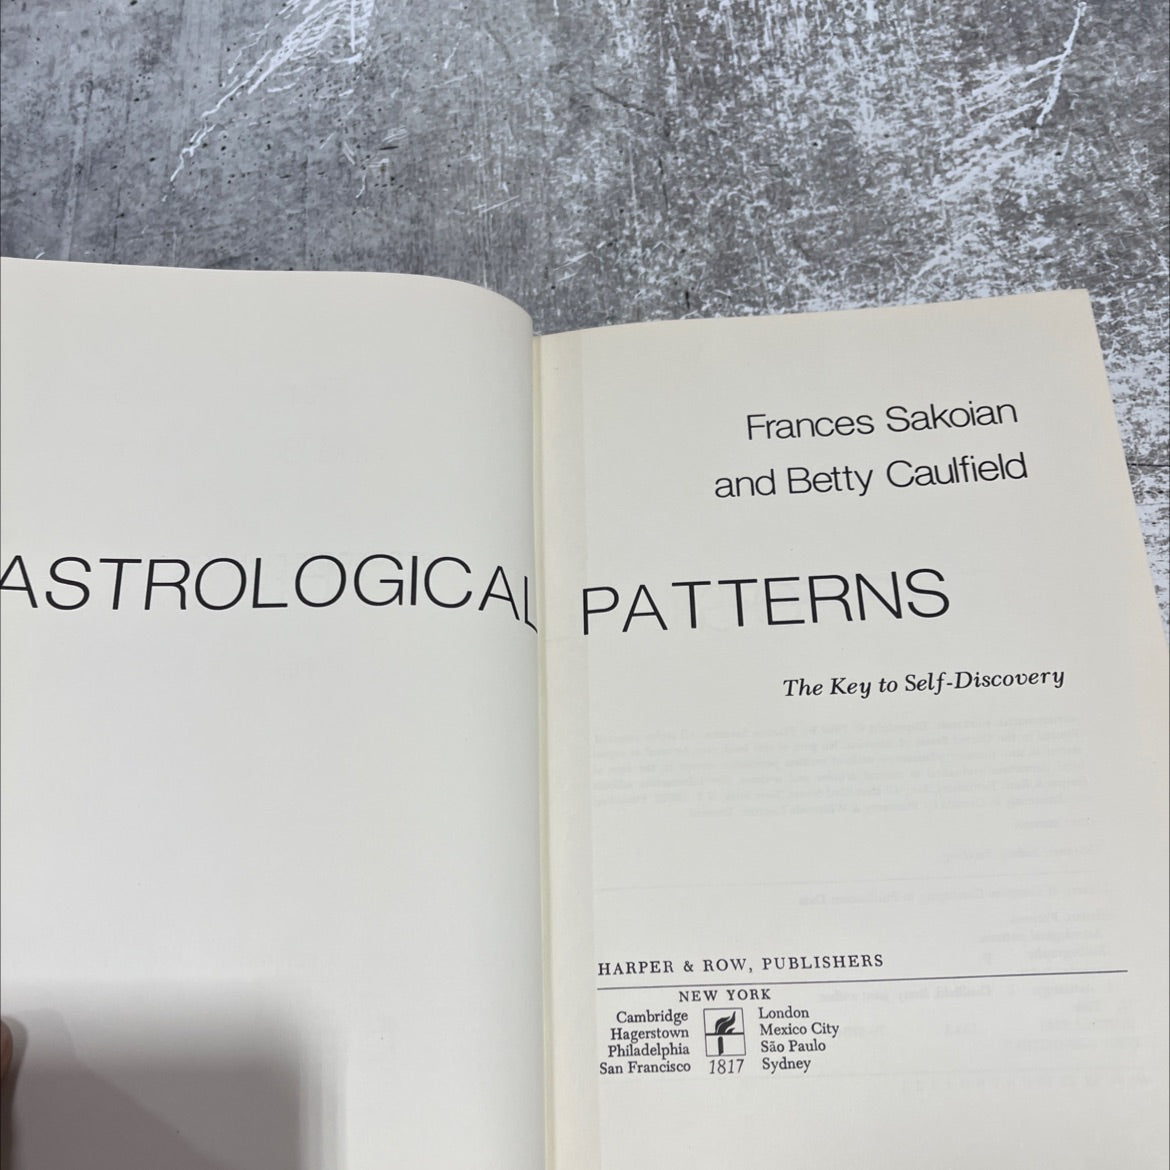 Frances Sakoian
and Betty Caulfield
ASTROLOGICAL PATTERNS
The Key to Self-Discovery
HARPER & ROW, PUBLISHERS
NEW YORK
Cambridge
Hagerstown
Philadelphia
San Francisco
1817
London
Mexico City
São Paulo
Sydney